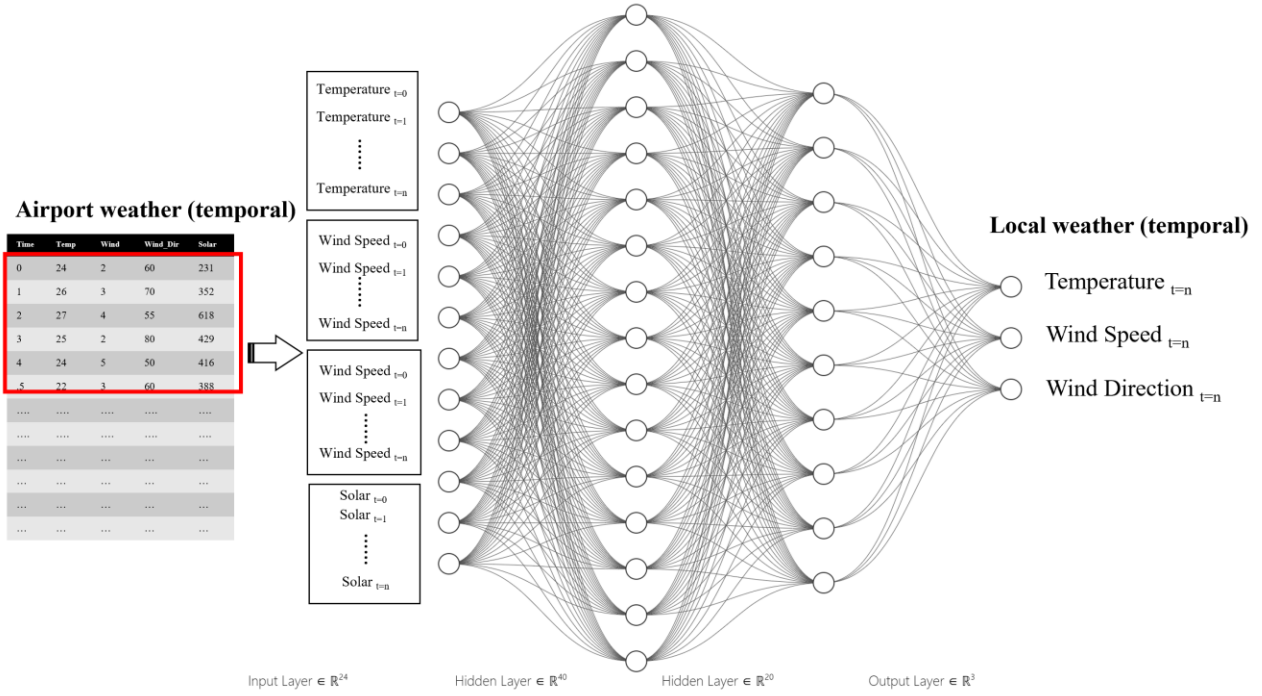 Airport weather (temporal)
Time Temp Wind Wind_Dir Solar
0 24 2 60 231
1 26 3 70 352
2 27 4 55 618
3 25 2 80 429
4 24 5 50 416
.5 22 3 60 388
.... .... .... .... ....
.... .... .... .... ....
... ... ... ... ...
... ... ... ... ...
... ... ... ... ...
... ... ... ... ...
Temperature t=0
Temperature t=1
Temperature t=n
Wind Speed t=0
Wind Speed t=1
Wind Speed t=n
Wind Speed t=0
Wind Speed t=1
Wind Speed t=n
Solar t=0
Solar t=1
Solar t=n
Local weather (temporal)
Temperature t=n
Wind Speed t=n
Wind Direction t=n
Input Layer ∈ ℝ²⁴ Hidden Layer ∈ ℝ⁴⁰ Hidden Layer ∈ ℝ²⁰ Output Layer ∈ ℝ³